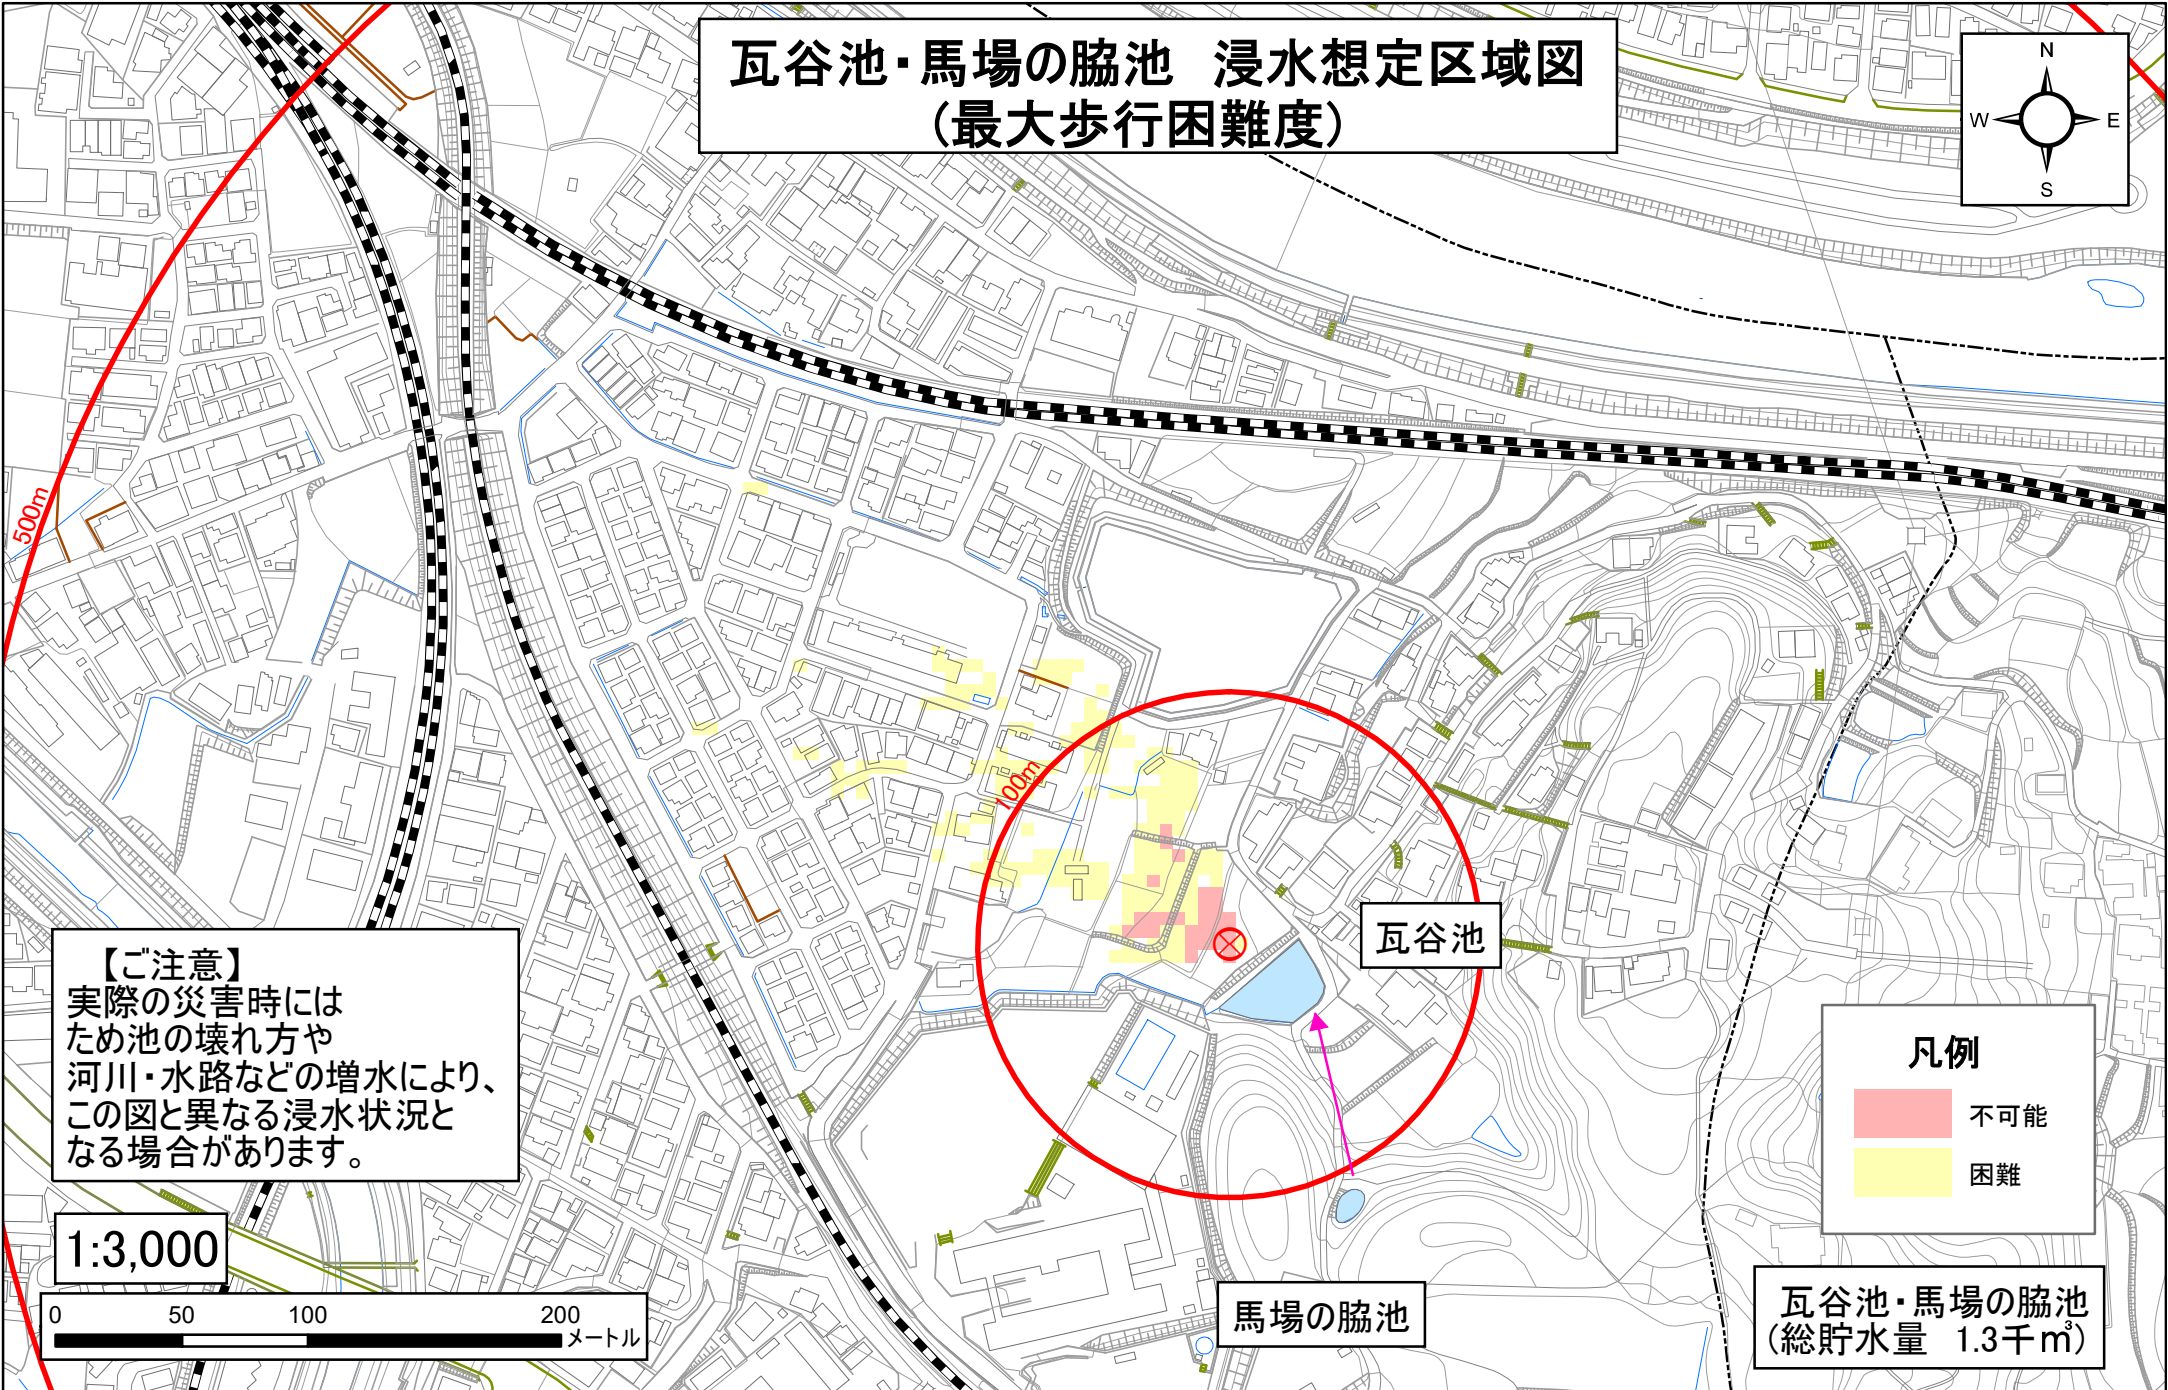 瓦谷池・馬場の脇池　浸水想定区域図
(最大歩行困難度)
N
W
E
S
500m
100m
瓦谷池
【ご注意】
実際の災害時には
ため池の壊れ方や
河川・水路などの増水により、
この図と異なる浸水状況と
なる場合があります。
凡例
不可能
困難
1:3,000
0 50 100 200
メートル
馬場の脇池
瓦谷池・馬場の脇池
(総貯水量　1.3千㎥)